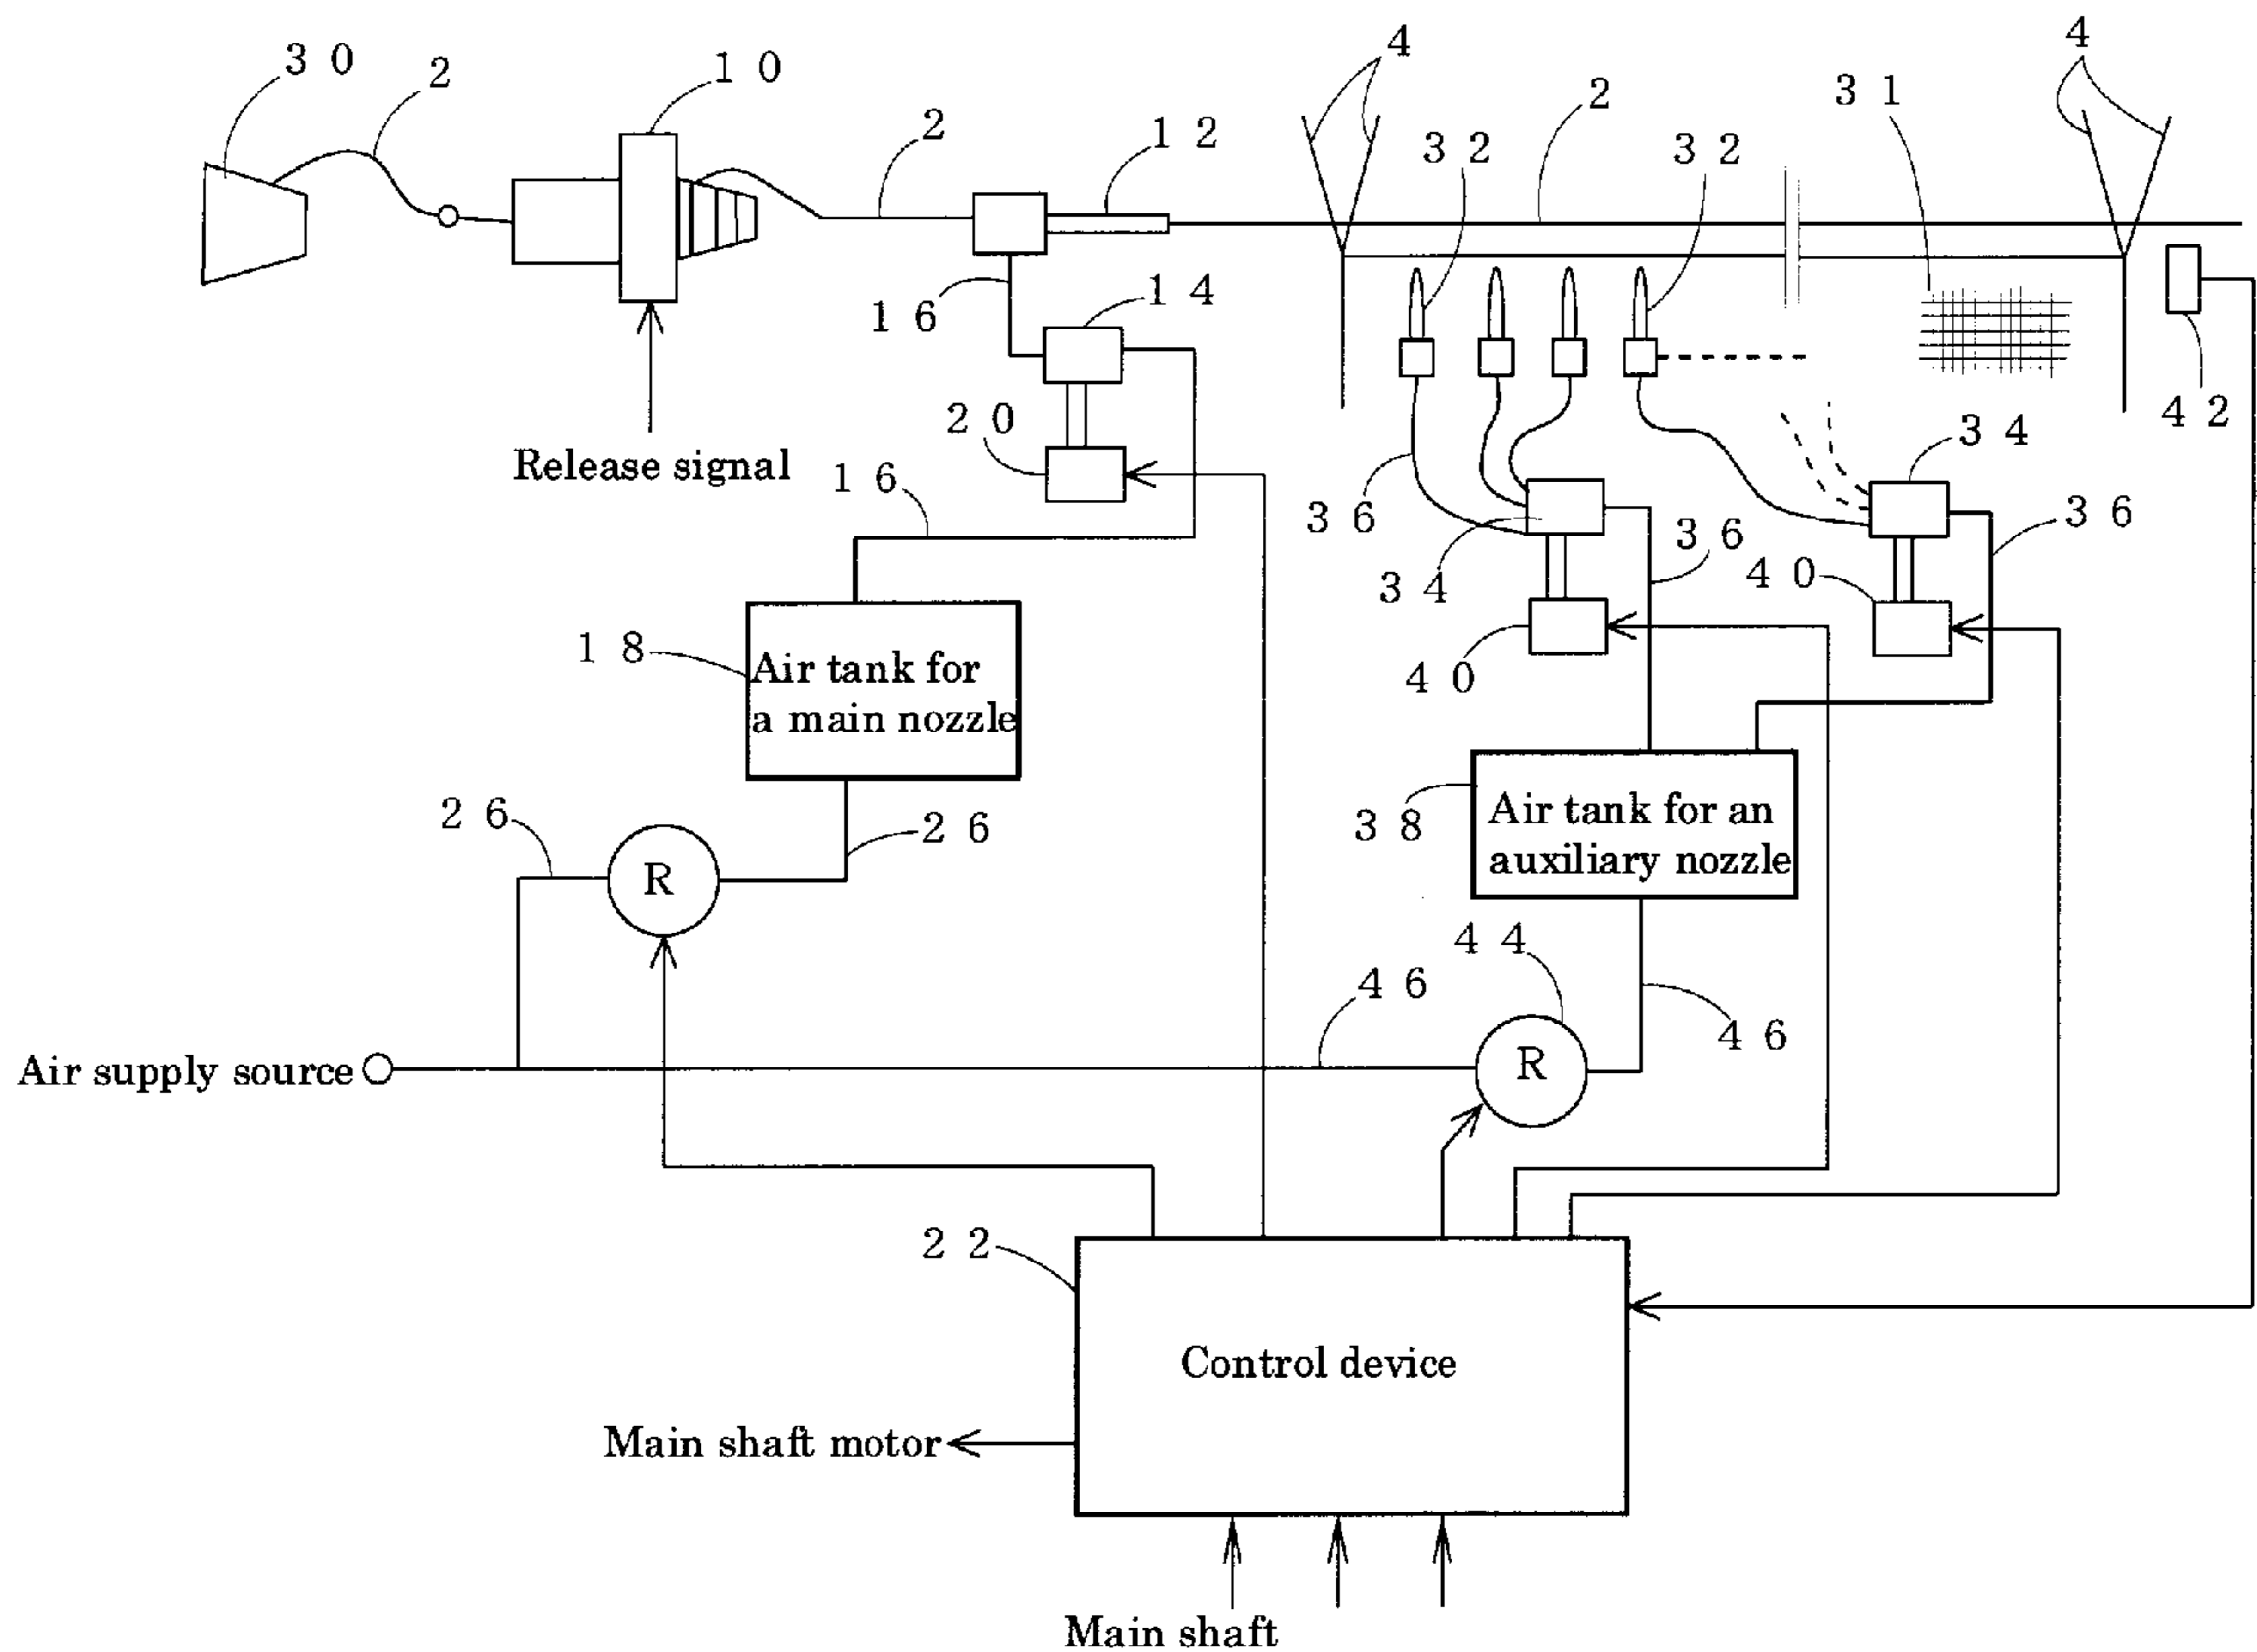 30
2
10
2
12
4
32
2
32
31
4
16
14
20
Release signal
16
42
34
36
34
36
40
36
40
18
Air tank for
a main nozzle
26
R
26
38
Air tank for an
auxiliary nozzle
44
46
R
46
Air supply source
22
Control device
Main shaft motor
Main shaft